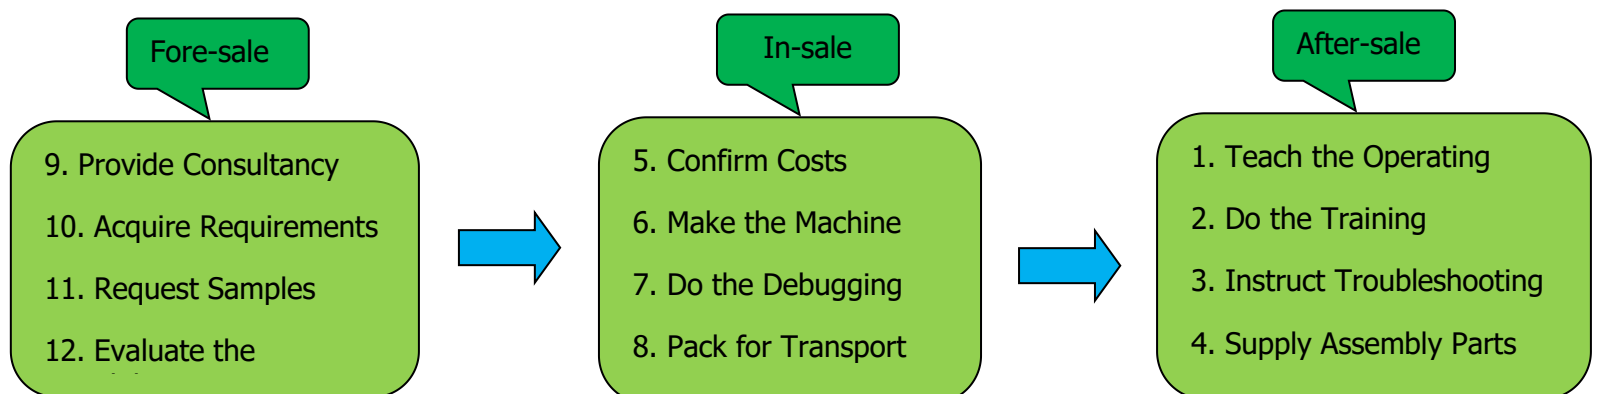 Fore-sale
9. Provide Consultancy
10. Acquire Requirements
11. Request Samples
12. Evaluate the
In-sale
5. Confirm Costs
6. Make the Machine
7. Do the Debugging
8. Pack for Transport
After-sale
1. Teach the Operating
2. Do the Training
3. Instruct Troubleshooting
4. Supply Assembly Parts